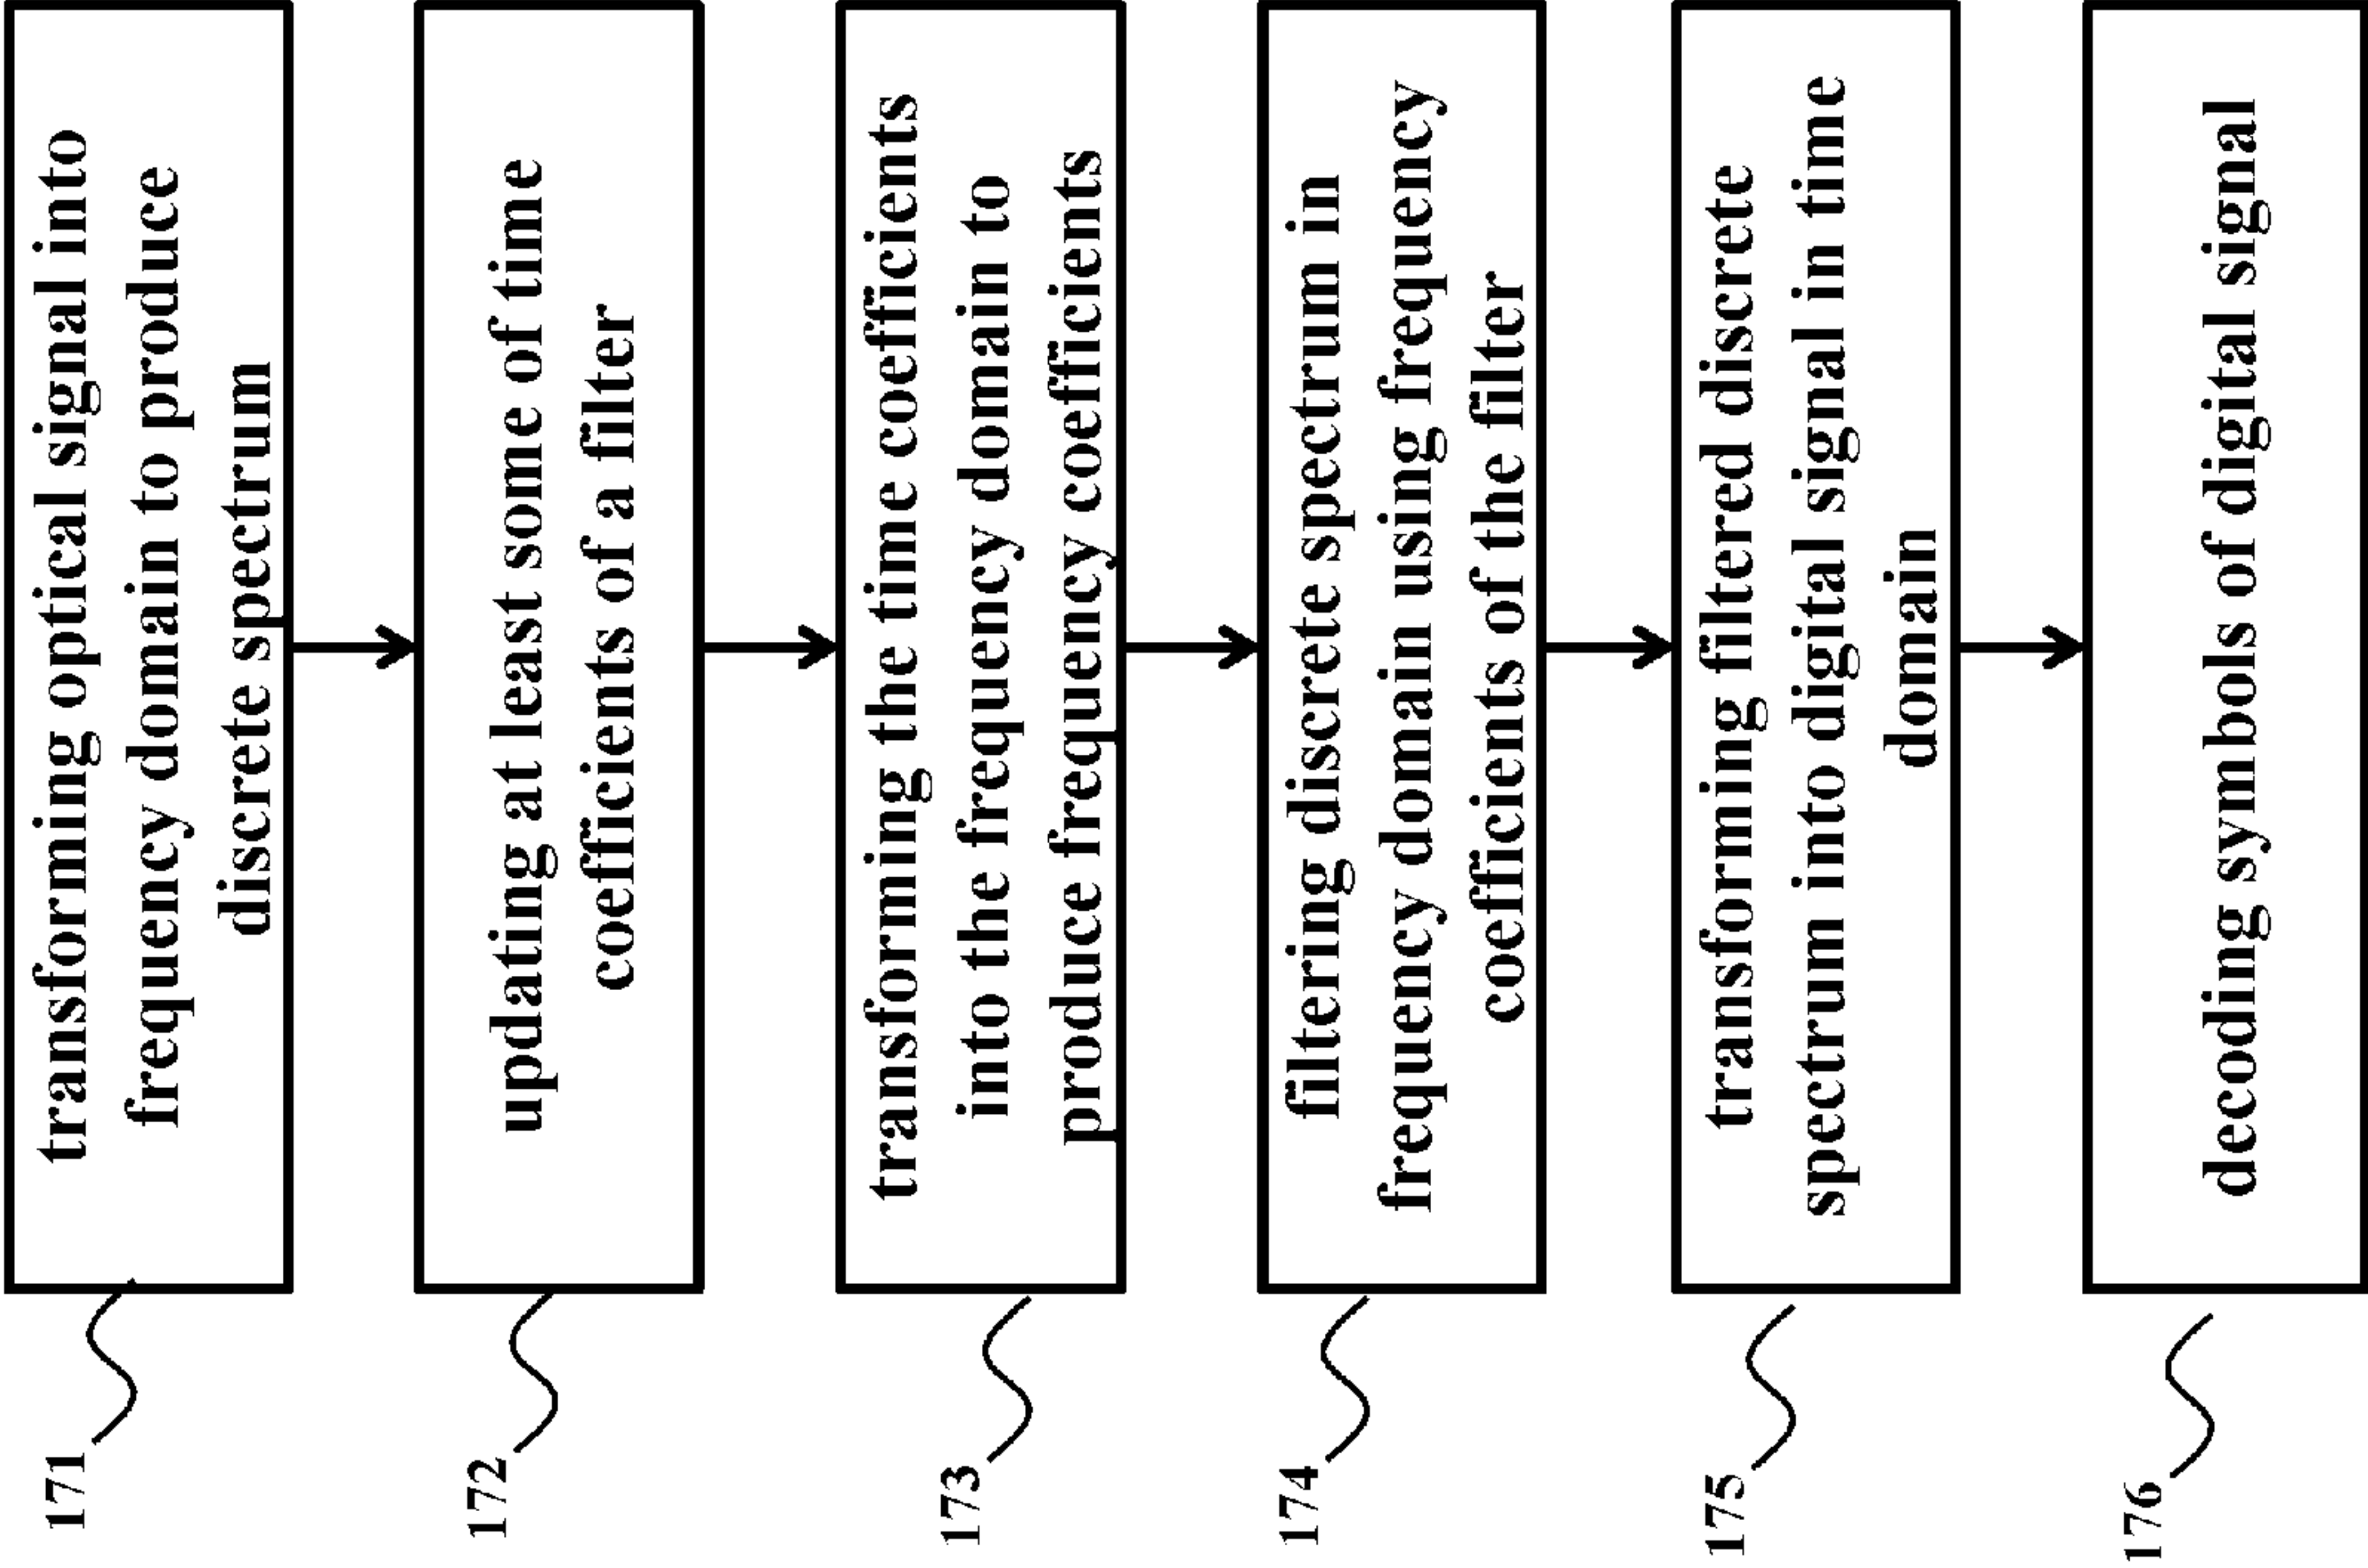 171
transforming optical signal into
frequency domain to produce
discrete spectrum
172
updating at least some of time
coefficients of a filter
173
transforming the time coefficients
into the frequency domain to
produce frequency coefficients
174
filtering discrete spectrum in
frequency domain using frequency
coefficients of the filter
175
transforming filtered discrete
spectrum into digital signal in time
domain
176
decoding symbols of digital signal